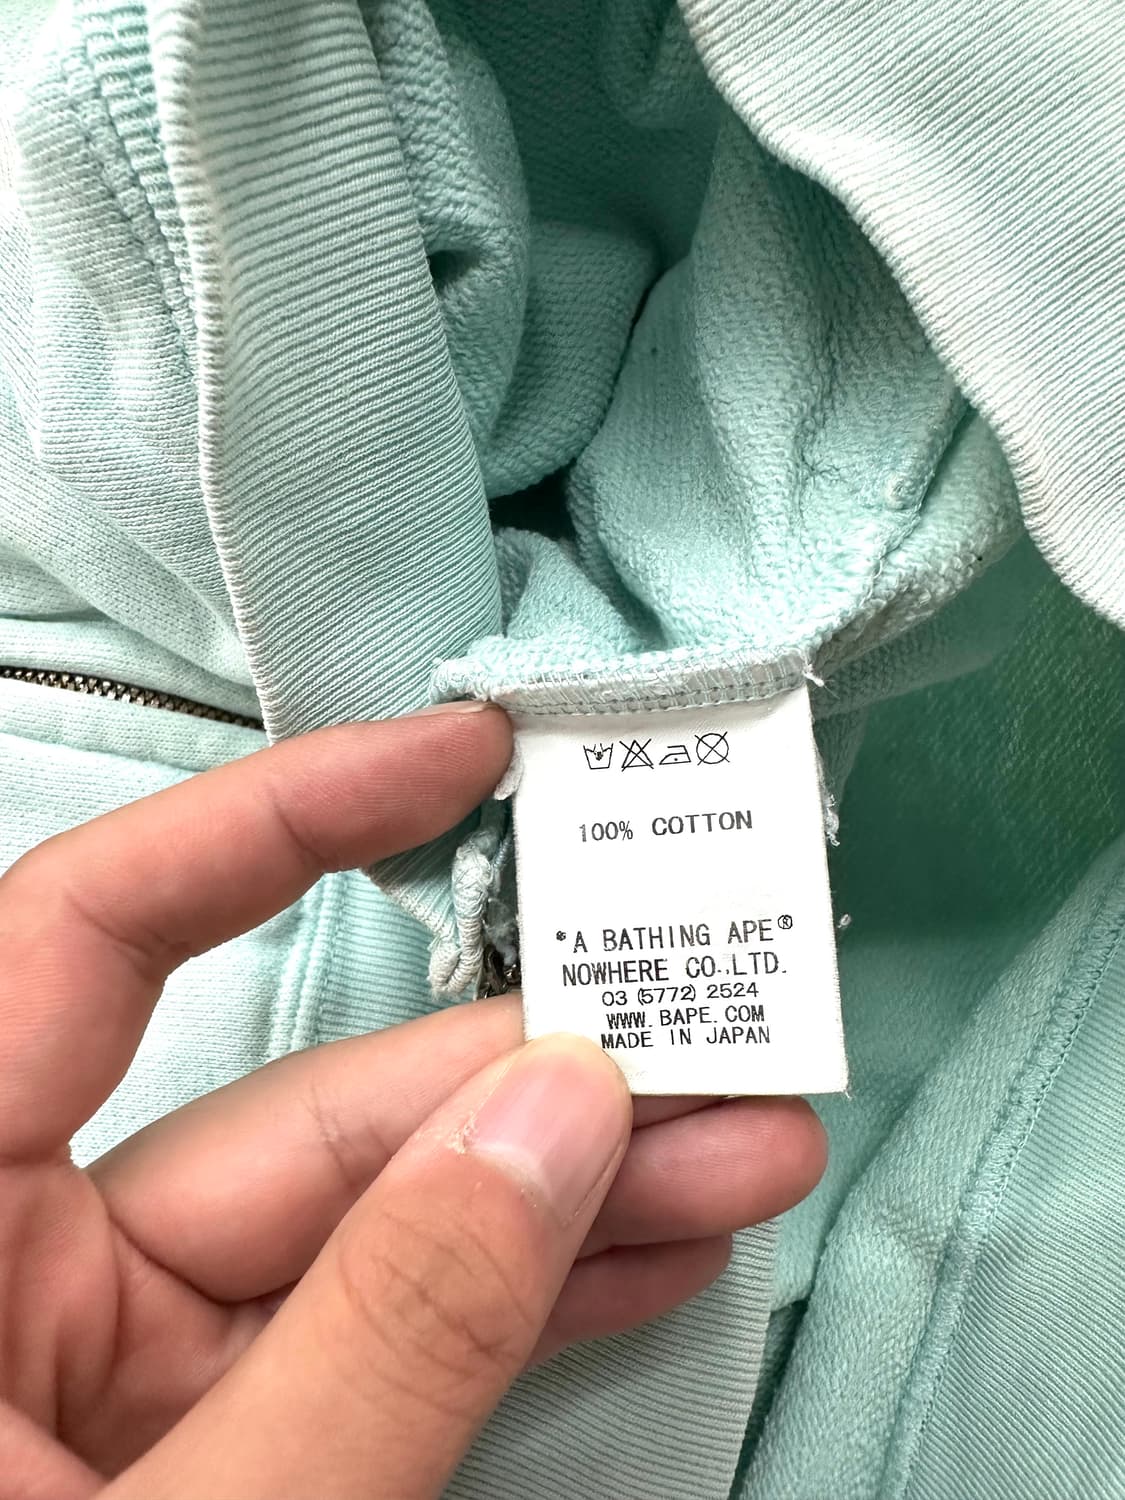 100% COTTON
*A BATHING APE®
NOWHERE CO.,LTD.
03 (5772) 2524
WWW.BAPE.COM
MADE IN JAPAN